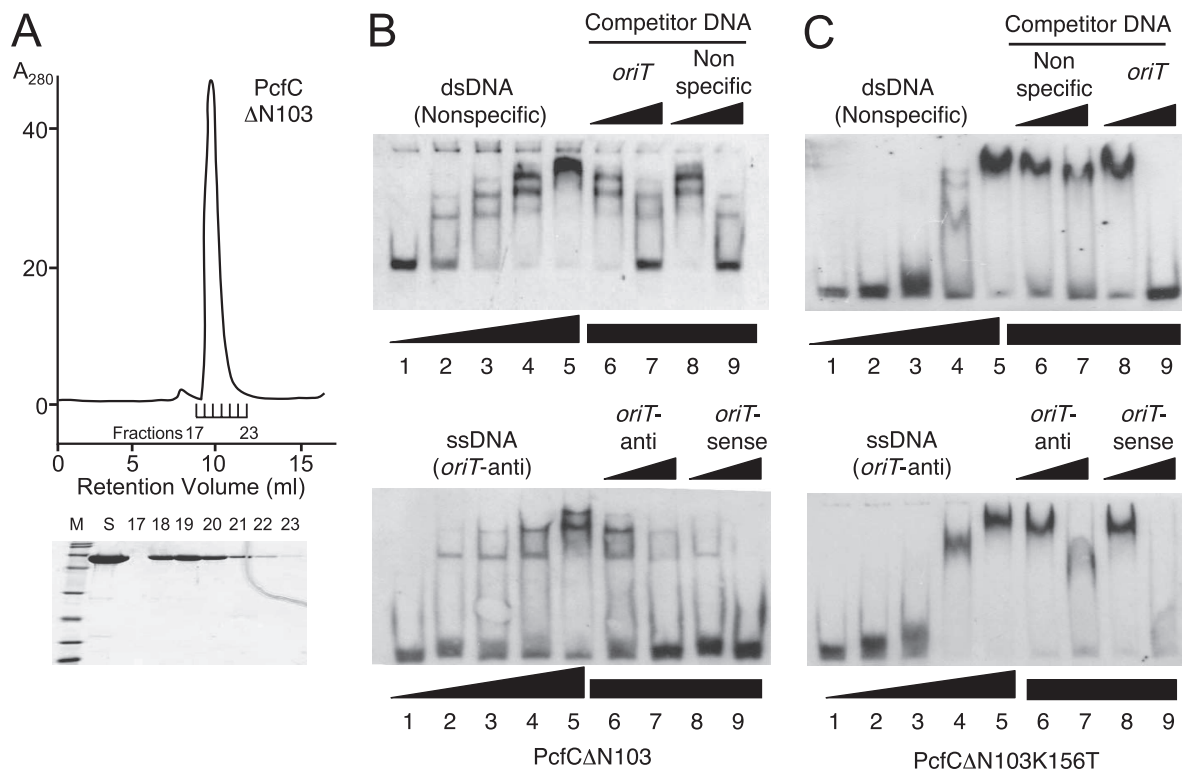 A
A280
PcfC
ΔN103
40
20
0
Fractions 17 23
0 5 10 15
Retention Volume (ml)
M S 17 18 19 20 21 22 23
B
Competitor DNA
dsDNA
(Nonspecific)
oriT
Non
specific
1 2 3 4 5 6 7 8 9
ssDNA
(oriT-anti)
oriT-
anti
oriT-
sense
1 2 3 4 5 6 7 8 9
PcfCΔN103
C
Competitor DNA
dsDNA
(Nonspecific)
Non
specific
oriT
1 2 3 4 5 6 7 8 9
ssDNA
(oriT-anti)
oriT-
anti
oriT-
sense
1 2 3 4 5 6 7 8 9
PcfCΔN103K156T